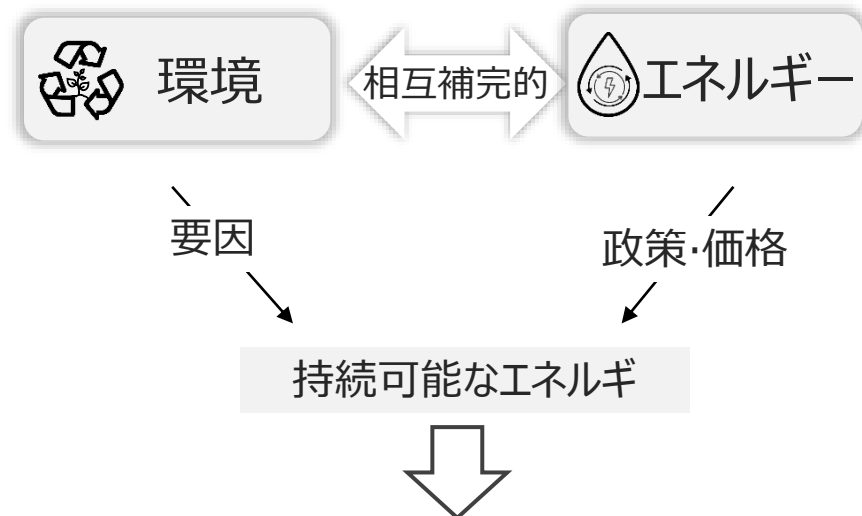 環境
相互補完的
エネルギー
要因
政策·価格
持続可能なエネルギ